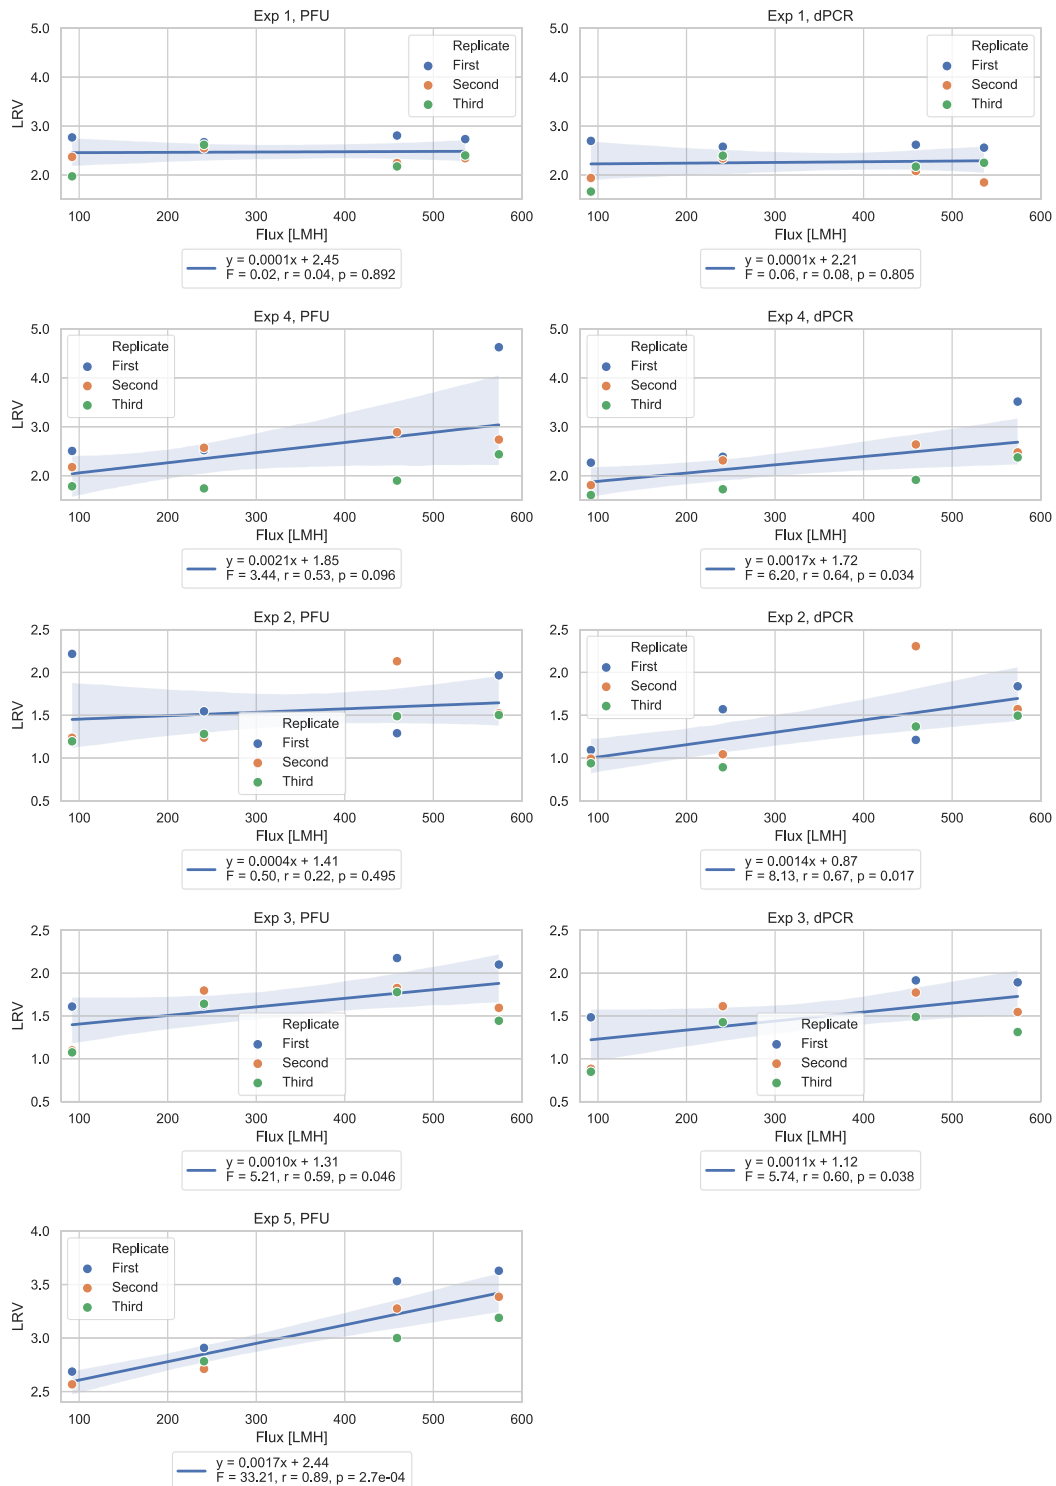 Exp 1, PFU
5.0
4.0
3.0
2.0
LRV
Replicate
First
Second
Third
100 200 300 400 500 600
Flux [LMH]
y = 0.0001x + 2.45
F = 0.02, r = 0.04, p = 0.892
Exp 1, dPCR
5.0
4.0
3.0
2.0
Replicate
First
Second
Third
100 200 300 400 500 600
Flux [LMH]
y = 0.0001x + 2.21
F = 0.06, r = 0.08, p = 0.805
Exp 4, PFU
5.0
4.0
3.0
2.0
LRV
Replicate
First
Second
Third
100 200 300 400 500 600
Flux [LMH]
y = 0.0021x + 1.85
F = 3.44, r = 0.53, p = 0.096
Exp 4, dPCR
5.0
4.0
3.0
2.0
Replicate
First
Second
Third
100 200 300 400 500 600
Flux [LMH]
y = 0.0017x + 1.72
F = 6.20, r = 0.64, p = 0.034
Exp 2, PFU
2.5
2.0
1.5
1.0
0.5
LRV
Replicate
First
Second
Third
100 200 300 400 500 600
Flux [LMH]
y = 0.0004x + 1.41
F = 0.50, r = 0.22, p = 0.495
Exp 2, dPCR
2.5
2.0
1.5
1.0
0.5
Replicate
First
Second
Third
100 200 300 400 500 600
Flux [LMH]
y = 0.0014x + 0.87
F = 8.13, r = 0.67, p = 0.017
Exp 3, PFU
2.5
2.0
1.5
1.0
0.5
LRV
Replicate
First
Second
Third
100 200 300 400 500 600
Flux [LMH]
y = 0.0010x + 1.31
F = 5.21, r = 0.59, p = 0.046
Exp 3, dPCR
2.5
2.0
1.5
1.0
0.5
Replicate
First
Second
Third
100 200 300 400 500 600
Flux [LMH]
y = 0.0011x + 1.12
F = 5.74, r = 0.60, p = 0.038
Exp 5, PFU
4.0
3.5
3.0
2.5
LRV
Replicate
First
Second
Third
100 200 300 400 500 600
Flux [LMH]
y = 0.0017x + 2.44
F = 33.21, r = 0.89, p = 2.7e-04